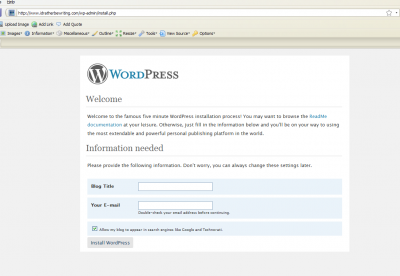 Help
http://www.idratherbewriting.com/wp-admin/install.php
Upload Image Add Link Add Quote
Images Information Miscellaneous Outline Resize Tools View Source Options
WORDPRESS
Welcome
Welcome to the famous five minute WordPress installation process! You may want to browse the ReadMe
documentation at your leisure. Otherwise, just fill in the information below and you'll be on your way to using
the most extendable and powerful personal publishing platform in the world.
Information needed
Please provide the following information. Don't worry, you can always change these settings later.
Blog Title
Your E-mail
Double-check your email address before continuing.
Allow my blog to appear in search engines like Google and Technorati.
Install WordPress